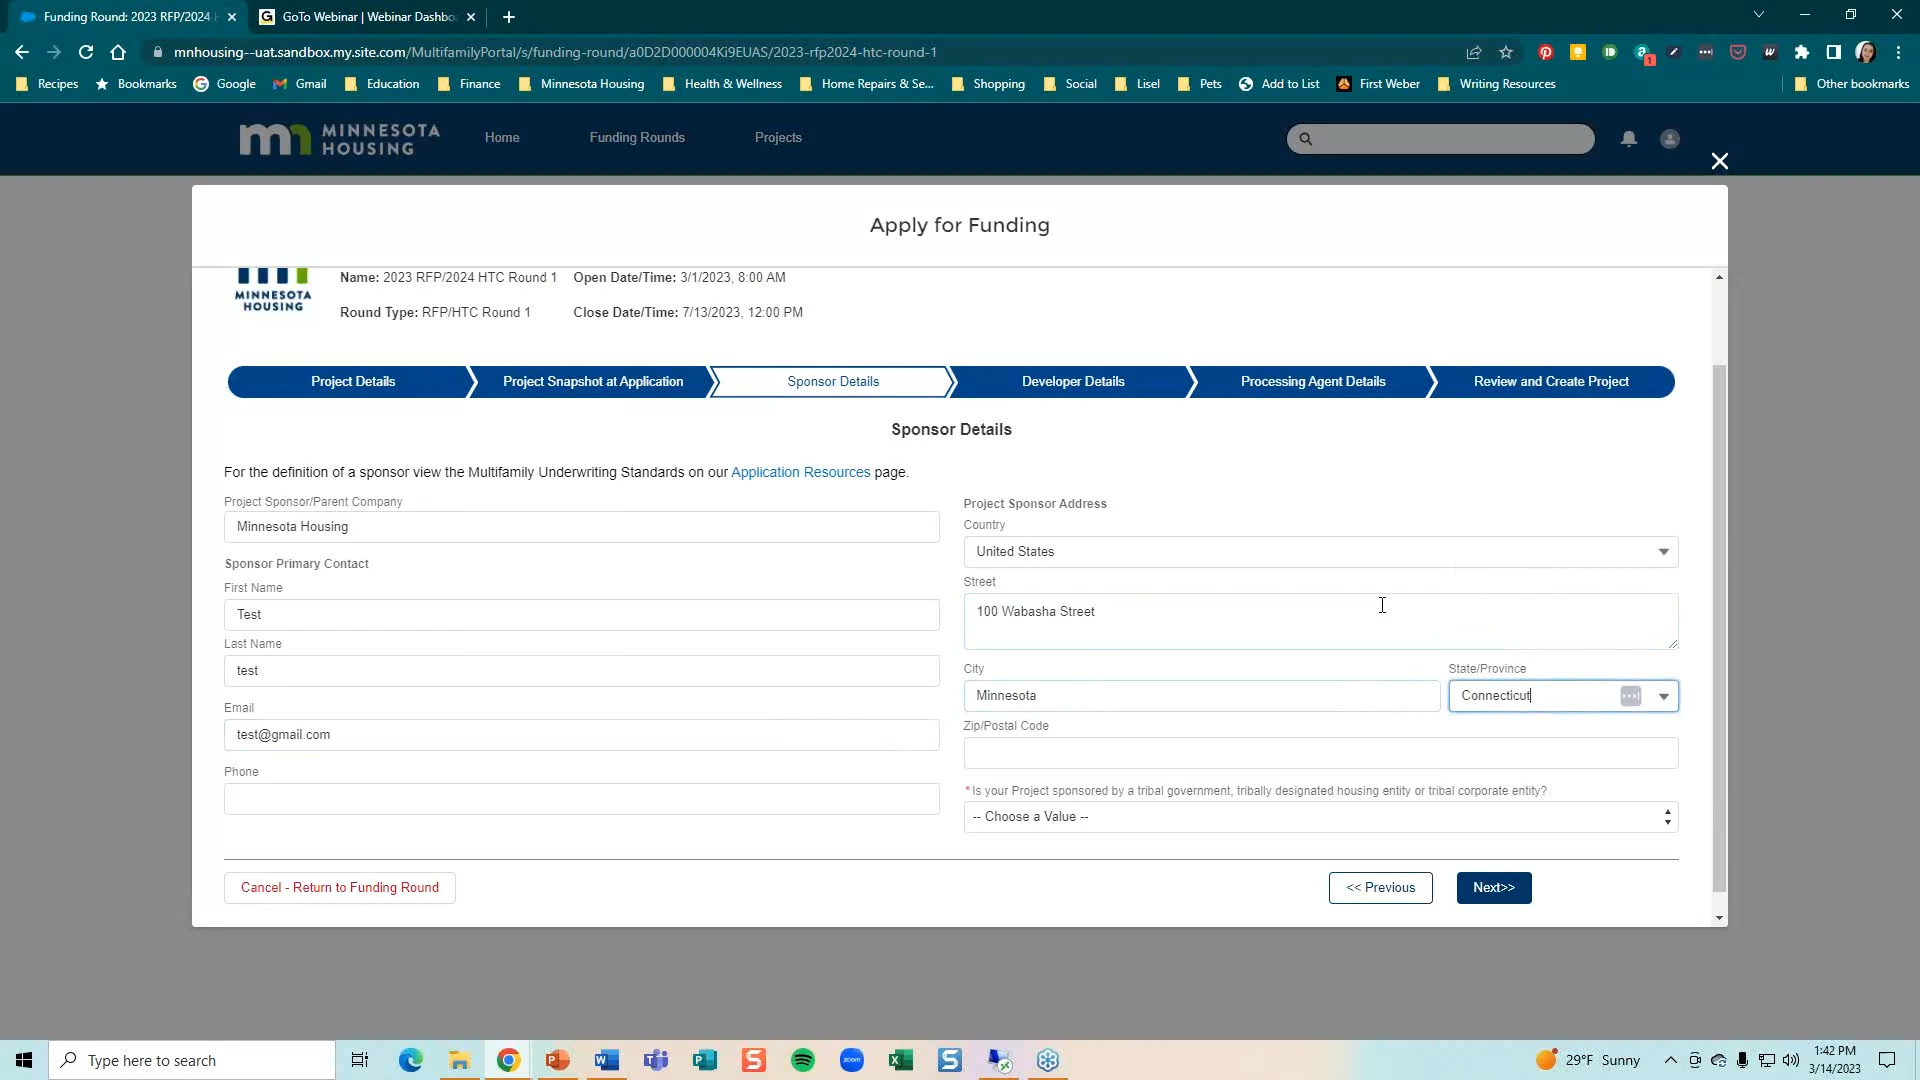 Funding Round: 2023 RFP/2024
GoTo Webinar | Webinar Dashbo
mnhousing--uat.sandbox.my.site.com/MultifamilyPortal/s/funding-round/a0D2D000004Ki9EUAS/2023-rfp2024-htc-round-1
Recipes Bookmarks Google Gmail Education Finance Minnesota Housing Health & Wellness Home Repairs & Se... Shopping Social Lisel Pets Add to List First Weber Writing Resources Other bookmarks
MINNESOTA
HOUSING
Home Funding Rounds Projects
Apply for Funding
MINNESOTA
HOUSING
Name: 2023 RFP/2024 HTC Round 1 Open Date/Time: 3/1/2023, 8:00 AM
Round Type: RFP/HTC Round 1 Close Date/Time: 7/13/2023, 12:00 PM
Project Details Project Snapshot at Application Sponsor Details Developer Details Processing Agent Details Review and Create Project
Sponsor Details
For the definition of a sponsor view the Multifamily Underwriting Standards on our Application Resources page.
Project Sponsor/Parent Company
Minnesota Housing
Sponsor Primary Contact
First Name
Test
Last Name
test
Email
test@gmail.com
Phone
Project Sponsor Address
Country
United States
Street
100 Wabasha Street
City State/Province
Minnesota Connecticut
Zip/Postal Code
*Is your Project sponsored by a tribal government, tribally designated housing entity or tribal corporate entity?
-- Choose a Value --
Cancel - Return to Funding Round
<< Previous Next>>
Type here to search
zoom
29°F Sunny
1:42 PM
3/14/2023